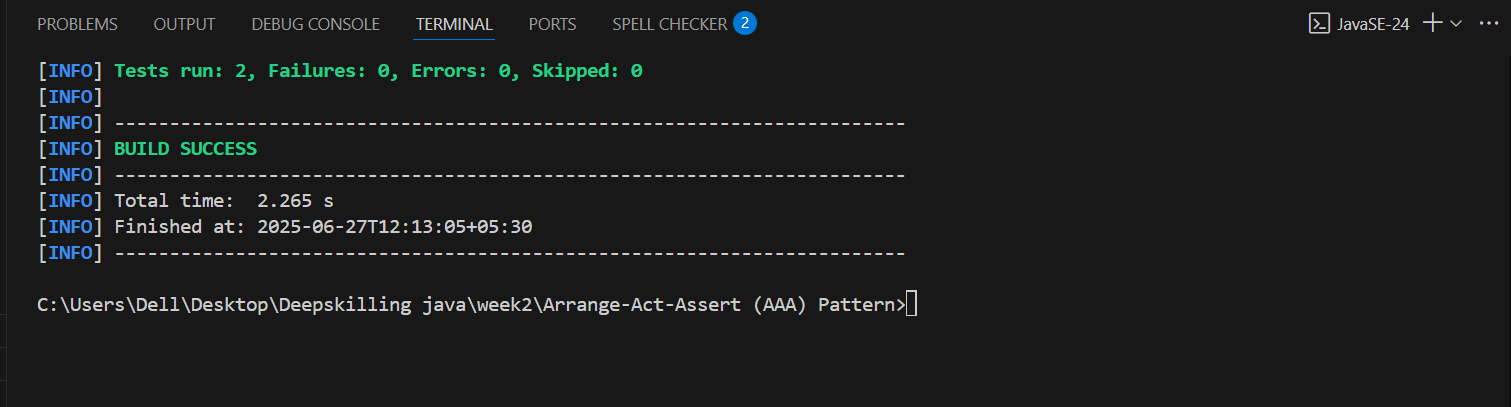 PROBLEMS OUTPUT DEBUG CONSOLE TERMINAL PORTS SPELL CHECKER 2 JavaSE-24
[INFO] Tests run: 2, Failures: 0, Errors: 0, Skipped: 0
[INFO]
[INFO] ------------------------------------------------------------------------
[INFO] BUILD SUCCESS
[INFO] ------------------------------------------------------------------------
[INFO] Total time:  2.265 s
[INFO] Finished at: 2025-06-27T12:13:05+05:30
[INFO] ------------------------------------------------------------------------
C:\Users\Dell\Desktop\Deepskilling java\week2\Arrange-Act-Assert (AAA) Pattern>